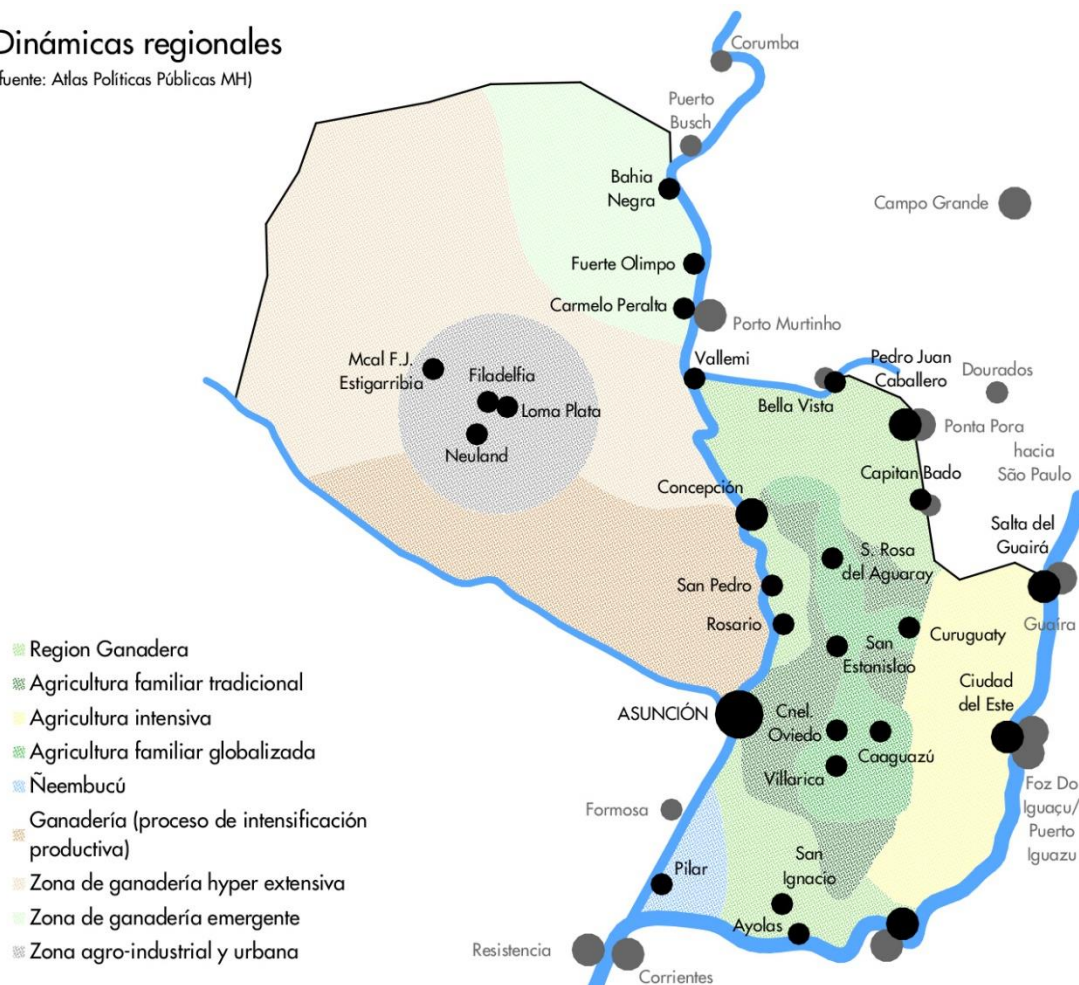 Dinámicas regionales
fuente: Atlas Políticas Públicas MH)
Corumba
Puerto
Busch
Bahia
Negra
Campo Grande
Fuerte Olimpo
Carmelo Peralta
Porto Murtinho
Mcal F.J.
Estigarribia
Filadelfia
Loma Plata
Neuland
Vallemi
Pedro Juan
Caballero
Bella Vista
Dourados
Ponta Pora
hacia
São Paulo
Capitan Bado
Concepción
Salta del
Guairá
S. Rosa
del Aguaray
San Pedro
Rosario
Guaíra
Curuguaty
San
Estanislao
Ciudad
del Este
ASUNCIÓN
Cnel.
Oviedo
Caaguazú
Villarica
Foz Do
Iguaçu/
Puerto
Iguazu
Formosa
Pilar
San
Ignacio
Ayolas
Resistencia
Corrientes
Region Ganadera
Agricultura familiar tradicional
Agricultura intensiva
Agricultura familiar globalizada
Ñeembucú
Ganadería (proceso de intensificación
productiva)
Zona de ganadería hyper extensiva
Zona de ganadería emergente
Zona agro-industrial y urbana